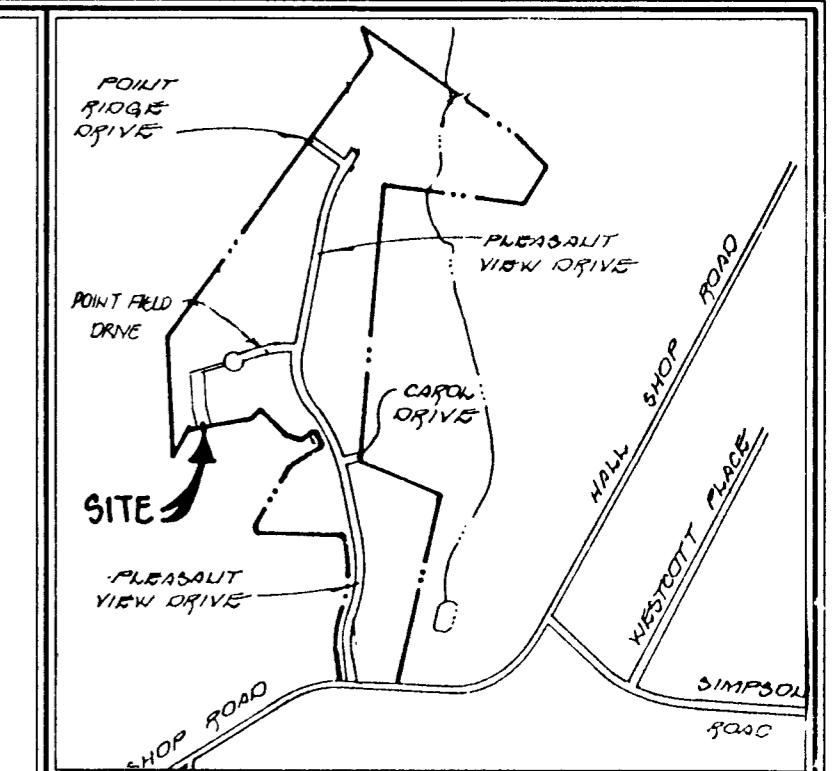 POINT
RIDGE
DRIVE
PLEASANT
VIEW DRIVE
POINT FIELD
DRIVE
CAROL
DRIVE
HALL SHOP ROAD
WESTCOTT PLACE
SITE
PLEASANT
VIEW DRIVE
SIMPSON
ROAD
SHOP ROAD